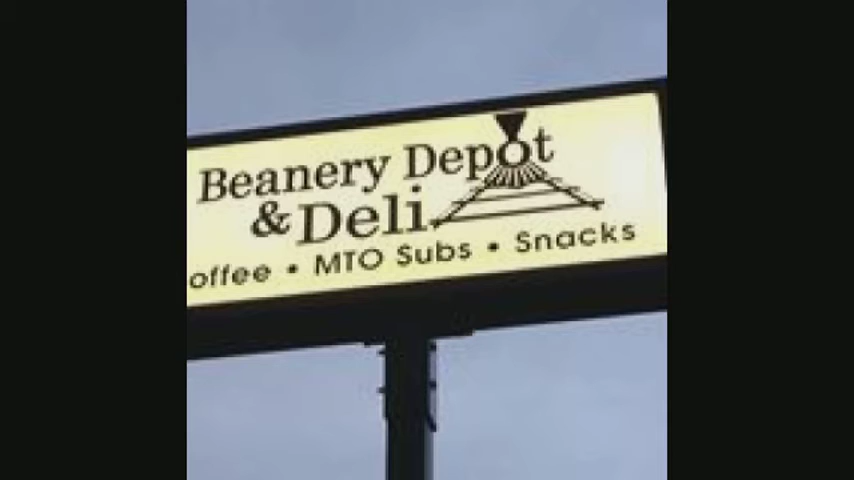 Beanery Depot
& Deli
offee • MTO Subs • Snacks